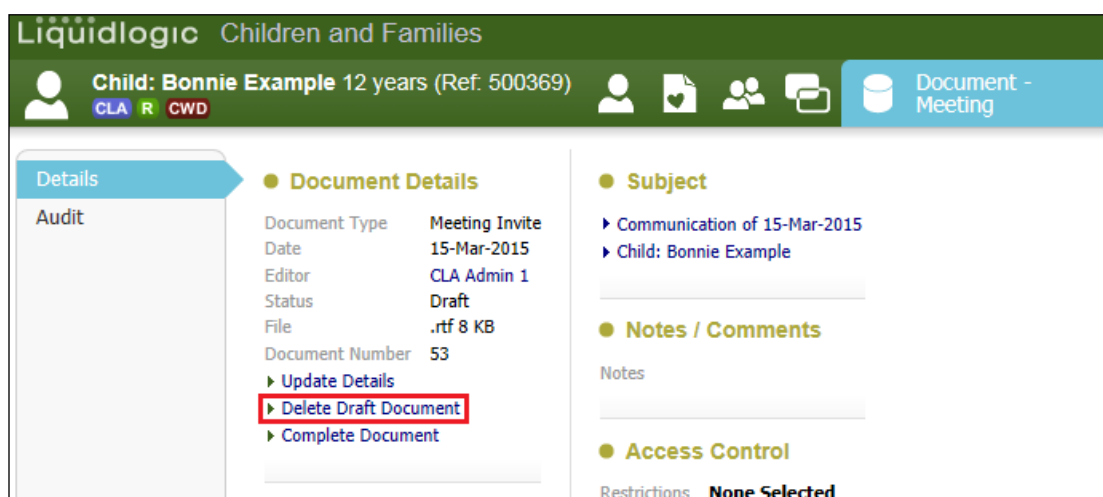 Liquidlogic Children and Families
Child: Bonnie Example 12 years (Ref: 500369)
CLA R CWD
Document -
Meeting
Details
Audit
Document Details
Document Type Meeting Invite
Date 15-Mar-2015
Editor CLA Admin 1
Status Draft
File .rtf 8 KB
Document Number 53
Update Details
Delete Draft Document
Complete Document
Subject
Communication of 15-Mar-2015
Child: Bonnie Example
Notes / Comments
Notes
Access Control
Restrictions None Selected